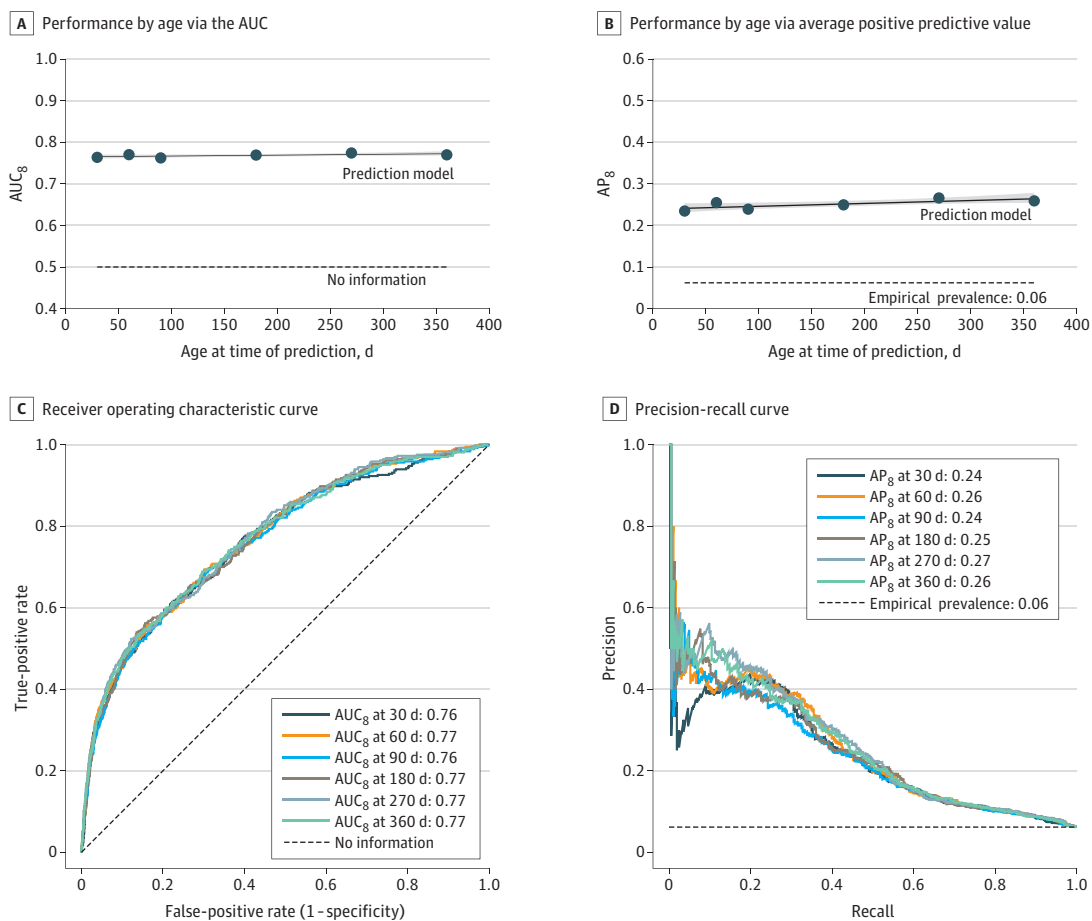 A Performance by age via the AUC
1.0
0.9
0.8
0.7
0.6
0.5
0.4
AUC8
Prediction model
No information
0 50 100 150 200 250 300 350 400
Age at time of prediction, d
B Performance by age via average positive predictive value
0.6
0.5
0.4
0.3
0.2
0.1
0
AP8
Prediction model
Empirical prevalence: 0.06
0 50 100 150 200 250 300 350 400
Age at time of prediction, d
C Receiver operating characteristic curve
1.0
0.8
0.6
0.4
0.2
0
True-positive rate
AUC8 at 30 d: 0.76
AUC8 at 60 d: 0.77
AUC8 at 90 d: 0.76
AUC8 at 180 d: 0.77
AUC8 at 270 d: 0.77
AUC8 at 360 d: 0.77
No information
0 0.2 0.4 0.6 0.8 1.0
False-positive rate (1 - specificity)
D Precision-recall curve
1.0
0.8
0.6
0.4
0.2
0
Precision
AP8 at 30 d: 0.24
AP8 at 60 d: 0.26
AP8 at 90 d: 0.24
AP8 at 180 d: 0.25
AP8 at 270 d: 0.27
AP8 at 360 d: 0.26
Empirical prevalence: 0.06
0 0.2 0.4 0.6 0.8 1.0
Recall